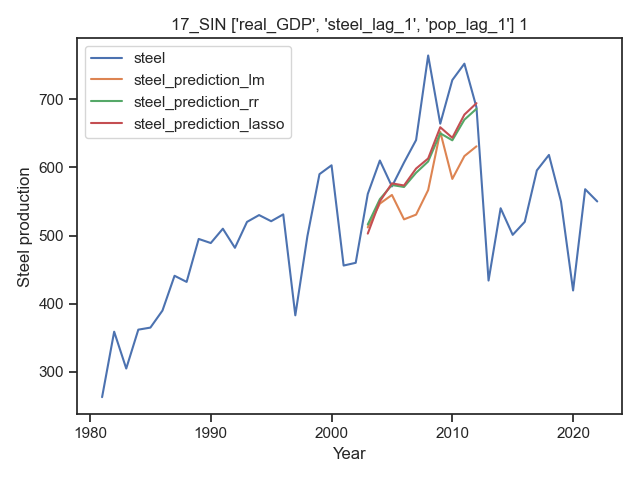 17_SIN ['real_GDP', 'steel_lag_1', 'pop_lag_1'] 1
steel
steel_prediction_lm
steel_prediction_rr
steel_prediction_lasso
Steel production
700
600
500
400
300
1980
1990
2000
2010
2020
Year